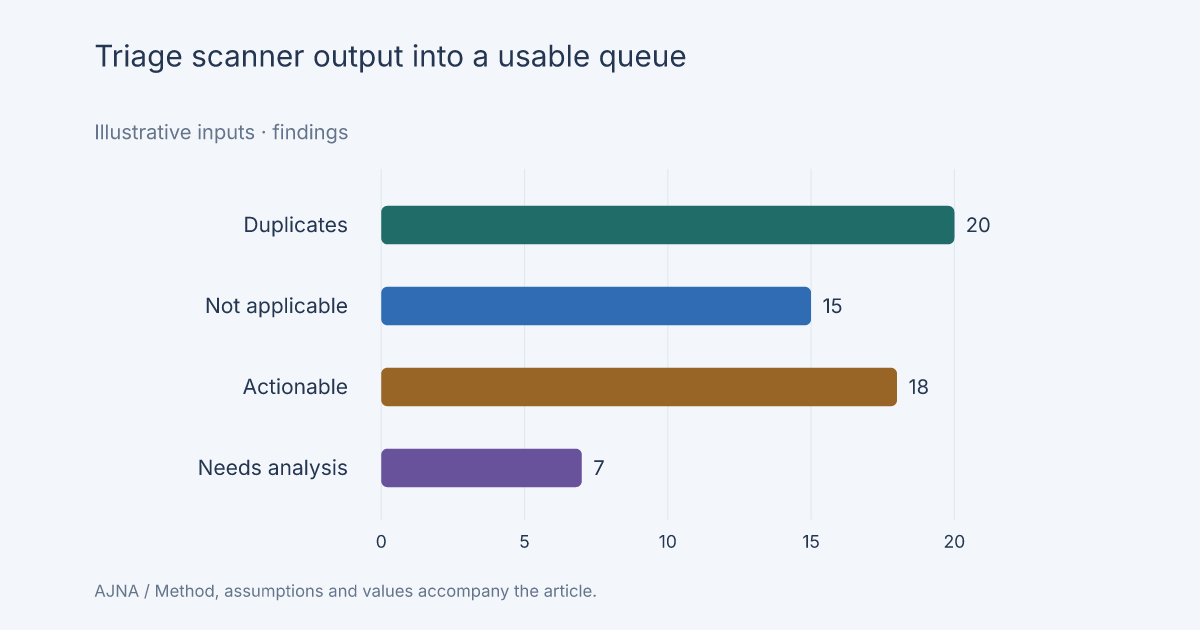 Triage scanner output into a usable queue
Illustrative inputs · findings
Duplicates 20
Not applicable 15
Actionable 18
Needs analysis 7
0 5 10 15 20
AJNA / Method, assumptions and values accompany the article.